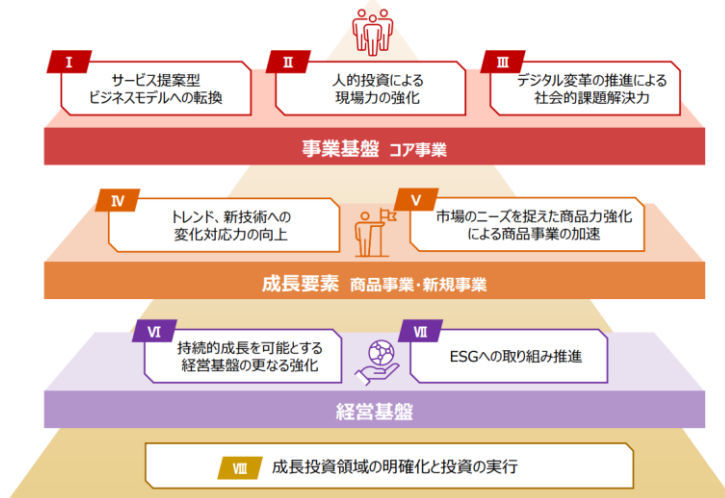 Ⅰ
サービス提案型
ビジネスモデルへの転換
Ⅱ
人的投資による
現場力の強化
Ⅲ
デジタル変革の推進による
社会的課題解決力
事業基盤 コア事業
Ⅳ
トレンド、新技術への
変化対応力の向上
Ⅴ
市場のニーズを捉えた商品力強化
による商品事業の加速
成長要素 商品事業・新規事業
Ⅵ
持続的成長を可能とする
経営基盤の更なる強化
Ⅶ
ESGへの取り組み推進
経営基盤
Ⅷ
成長投資領域の明確化と投資の実行